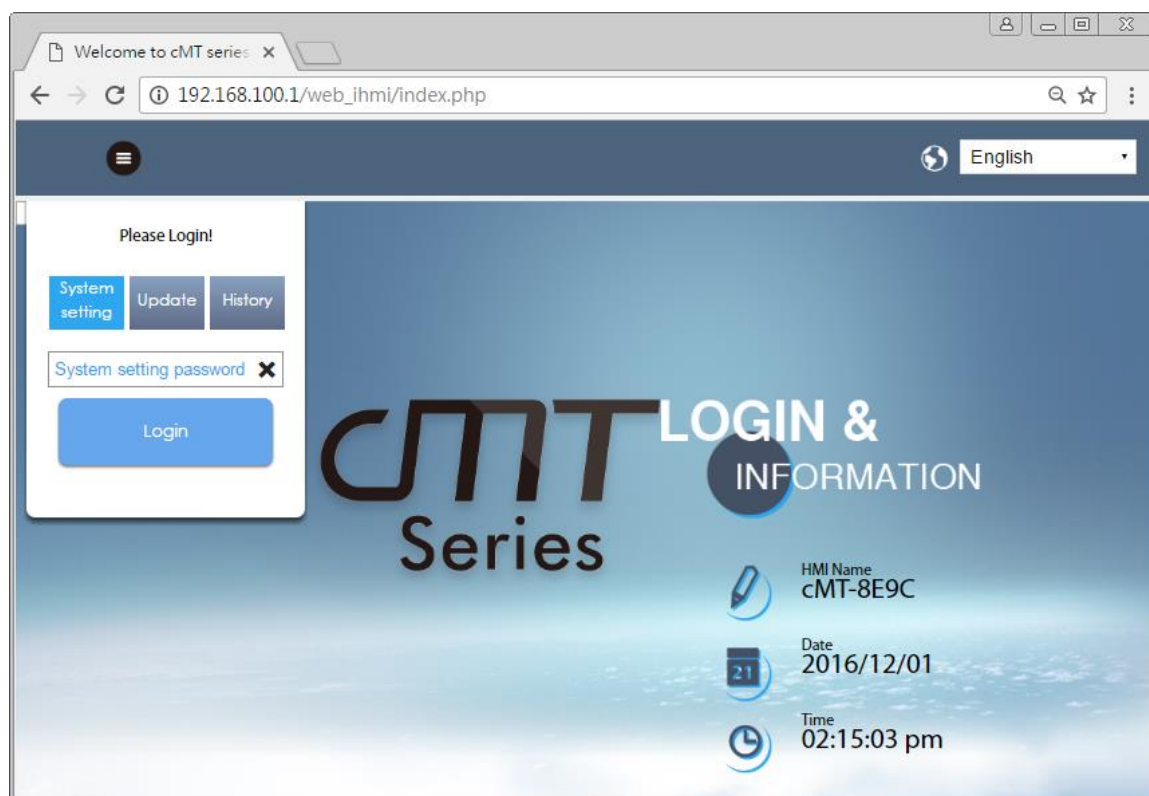 Welcome to cMT series
192.168.100.1/web_ihmi/index.php
English
Please Login!
System setting
Update
History
System setting password
Login
cMT
Series
LOGIN &
INFORMATION
HMI Name
cMT-8E9C
21
Date
2016/12/01
Time
02:15:03 pm